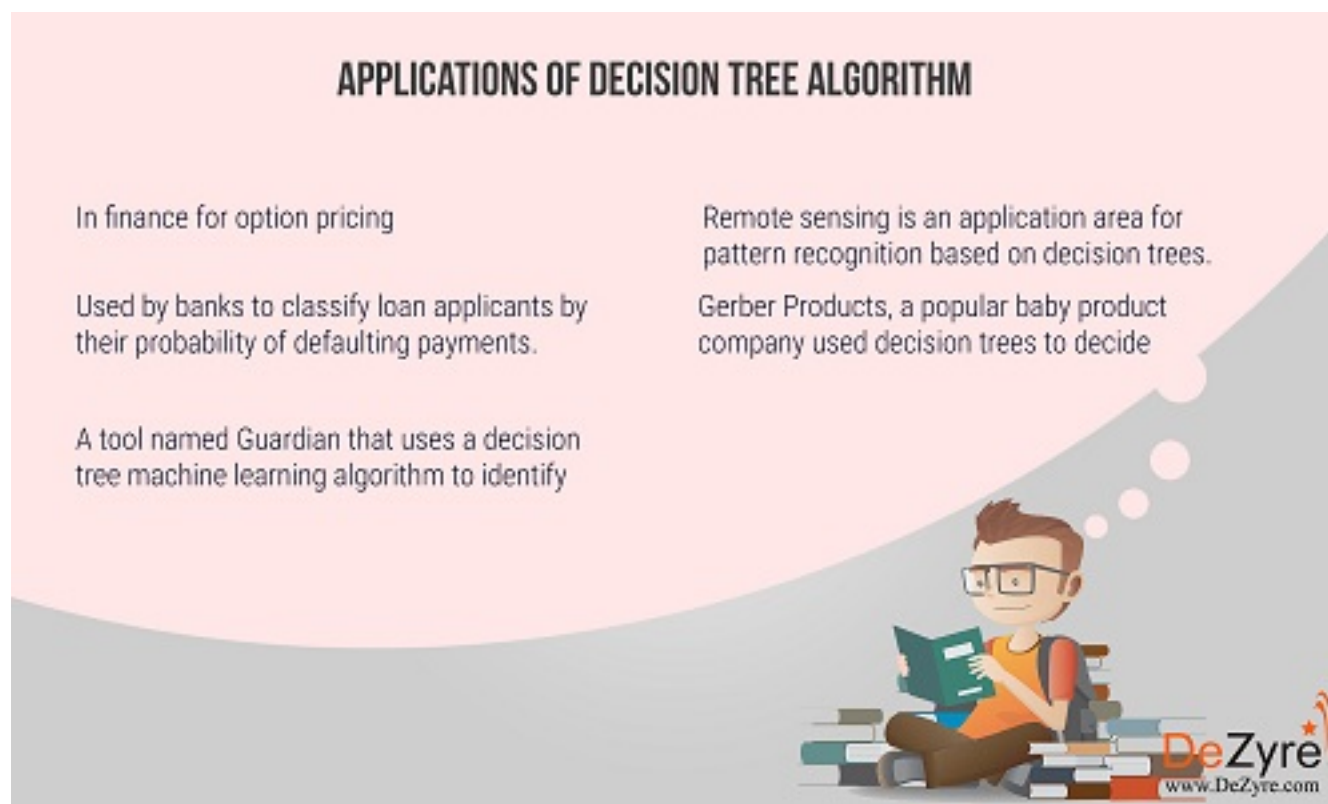 APPLICATIONS OF DECISION TREE ALGORITHM
In finance for option pricing
Used by banks to classify loan applicants by
their probability of defaulting payments.
A tool named Guardian that uses a decision
tree machine learning algorithm to identify
Remote sensing is an application area for
pattern recognition based on decision trees.
Gerber Products, a popular baby product
company used decision trees to decide
DeZyre
www.DeZyre.com